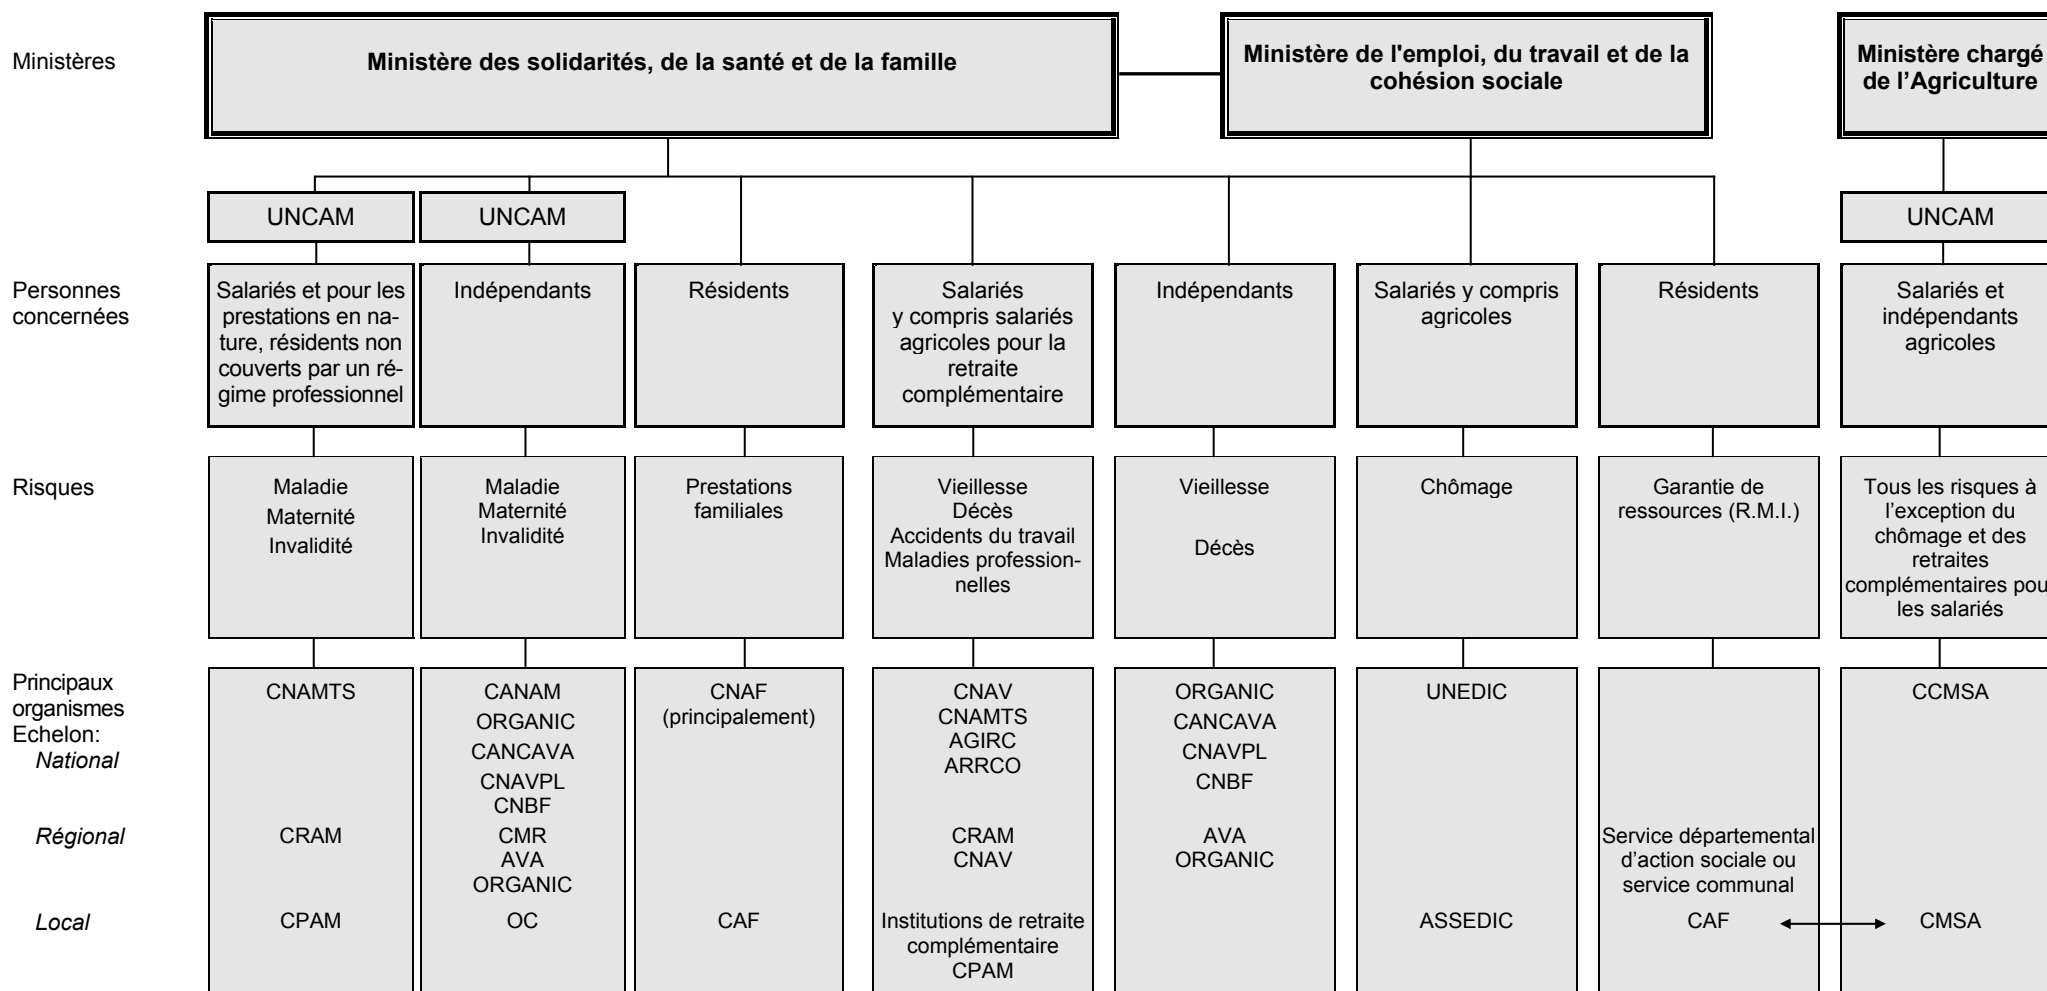 Ministères
Ministère des solidarités, de la santé et de la famille
Ministère de l'emploi, du travail et de la
cohésion sociale
Ministère chargé
de l'Agriculture
UNCAM
UNCAM
UNCAM
Personnes
concernées
Salariés et pour les
prestations en na-
ture, résidents non
couverts par un ré-
gime professionnel
Indépendants
Résidents
Salariés
y compris salariés
agricoles pour la
retraite
complémentaire
Indépendants
Salariés y compris
agricoles
Résidents
Salariés et
indépendants
agricoles
Risques
Maladie
Maternité
Invalidité
Maladie
Maternité
Invalidité
Prestations
familiales
Vieillesse
Décès
Accidents du travail
Maladies profession-
nelles
Vieillesse
Décès
Chômage
Garantie de
ressources (R.M.I.)
Tous les risques à
l'exception du
chômage et des
retraites
complémentaires pou
les salariés
Principaux
organismes
Echelon:
National
CNAMTS
CANAM
ORGANIC
CANCAVA
CNAVPL
CNBF
CNAF
(principalement)
CNAV
CNAMTS
AGIRC
ARRCO
ORGANIC
CANCAVA
CNAVPL
CNBF
UNEDIC
CCMSA
Régional
CRAM
CMR
AVA
ORGANIC
CRAM
CNAV
AVA
ORGANIC
Service départemental
d'action sociale ou
service communal
Local
CPAM
OC
CAF
Institutions de retraite
complémentaire
CPAM
ASSEDIC
CAF
CMSA